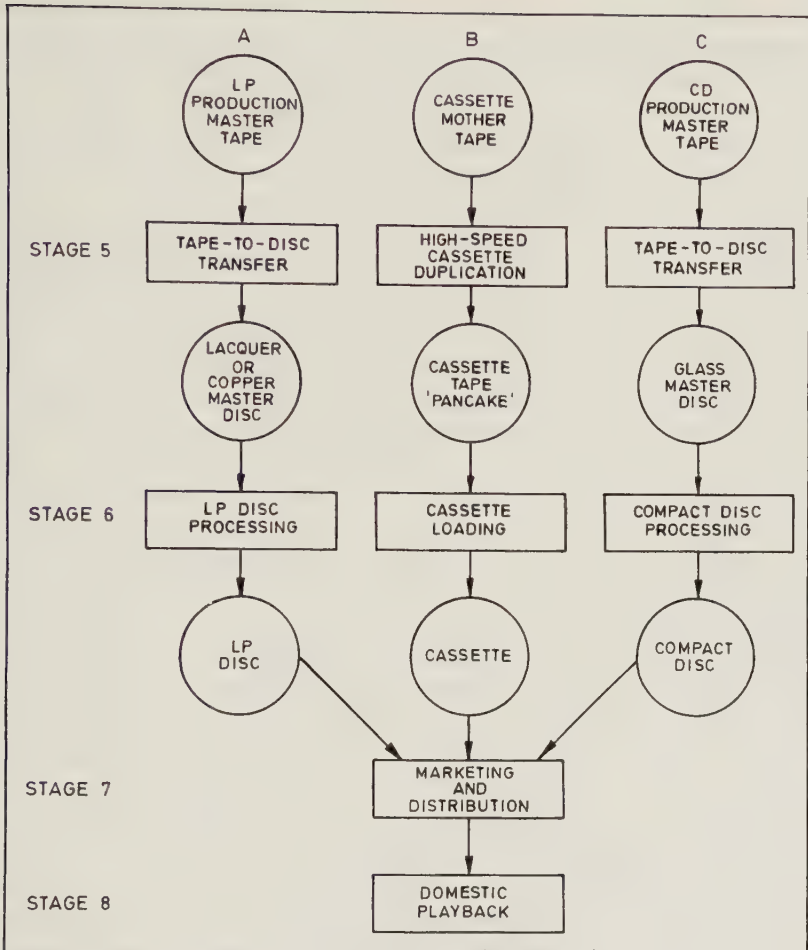 A
B
C
LP
PRODUCTION
MASTER
TAPE
CASSETTE
MOTHER
TAPE
CD
PRODUCTION
MASTER
TAPE
STAGE 5
TAPE-TO-DISC
TRANSFER
HIGH-SPEED
CASSETTE
DUPLICATION
TAPE-TO-DISC
TRANSFER
LACQUER
OR
COPPER
MASTER
DISC
CASSETTE
TAPE
'PANCAKE'
GLASS
MASTER
DISC
STAGE 6
LP DISC
PROCESSING
CASSETTE
LOADING
COMPACT DISC
PROCESSING
LP
DISC
CASSETTE
COMPACT
DISC
STAGE 7
MARKETING
AND
DISTRIBUTION
STAGE 8
DOMESTIC
PLAYBACK